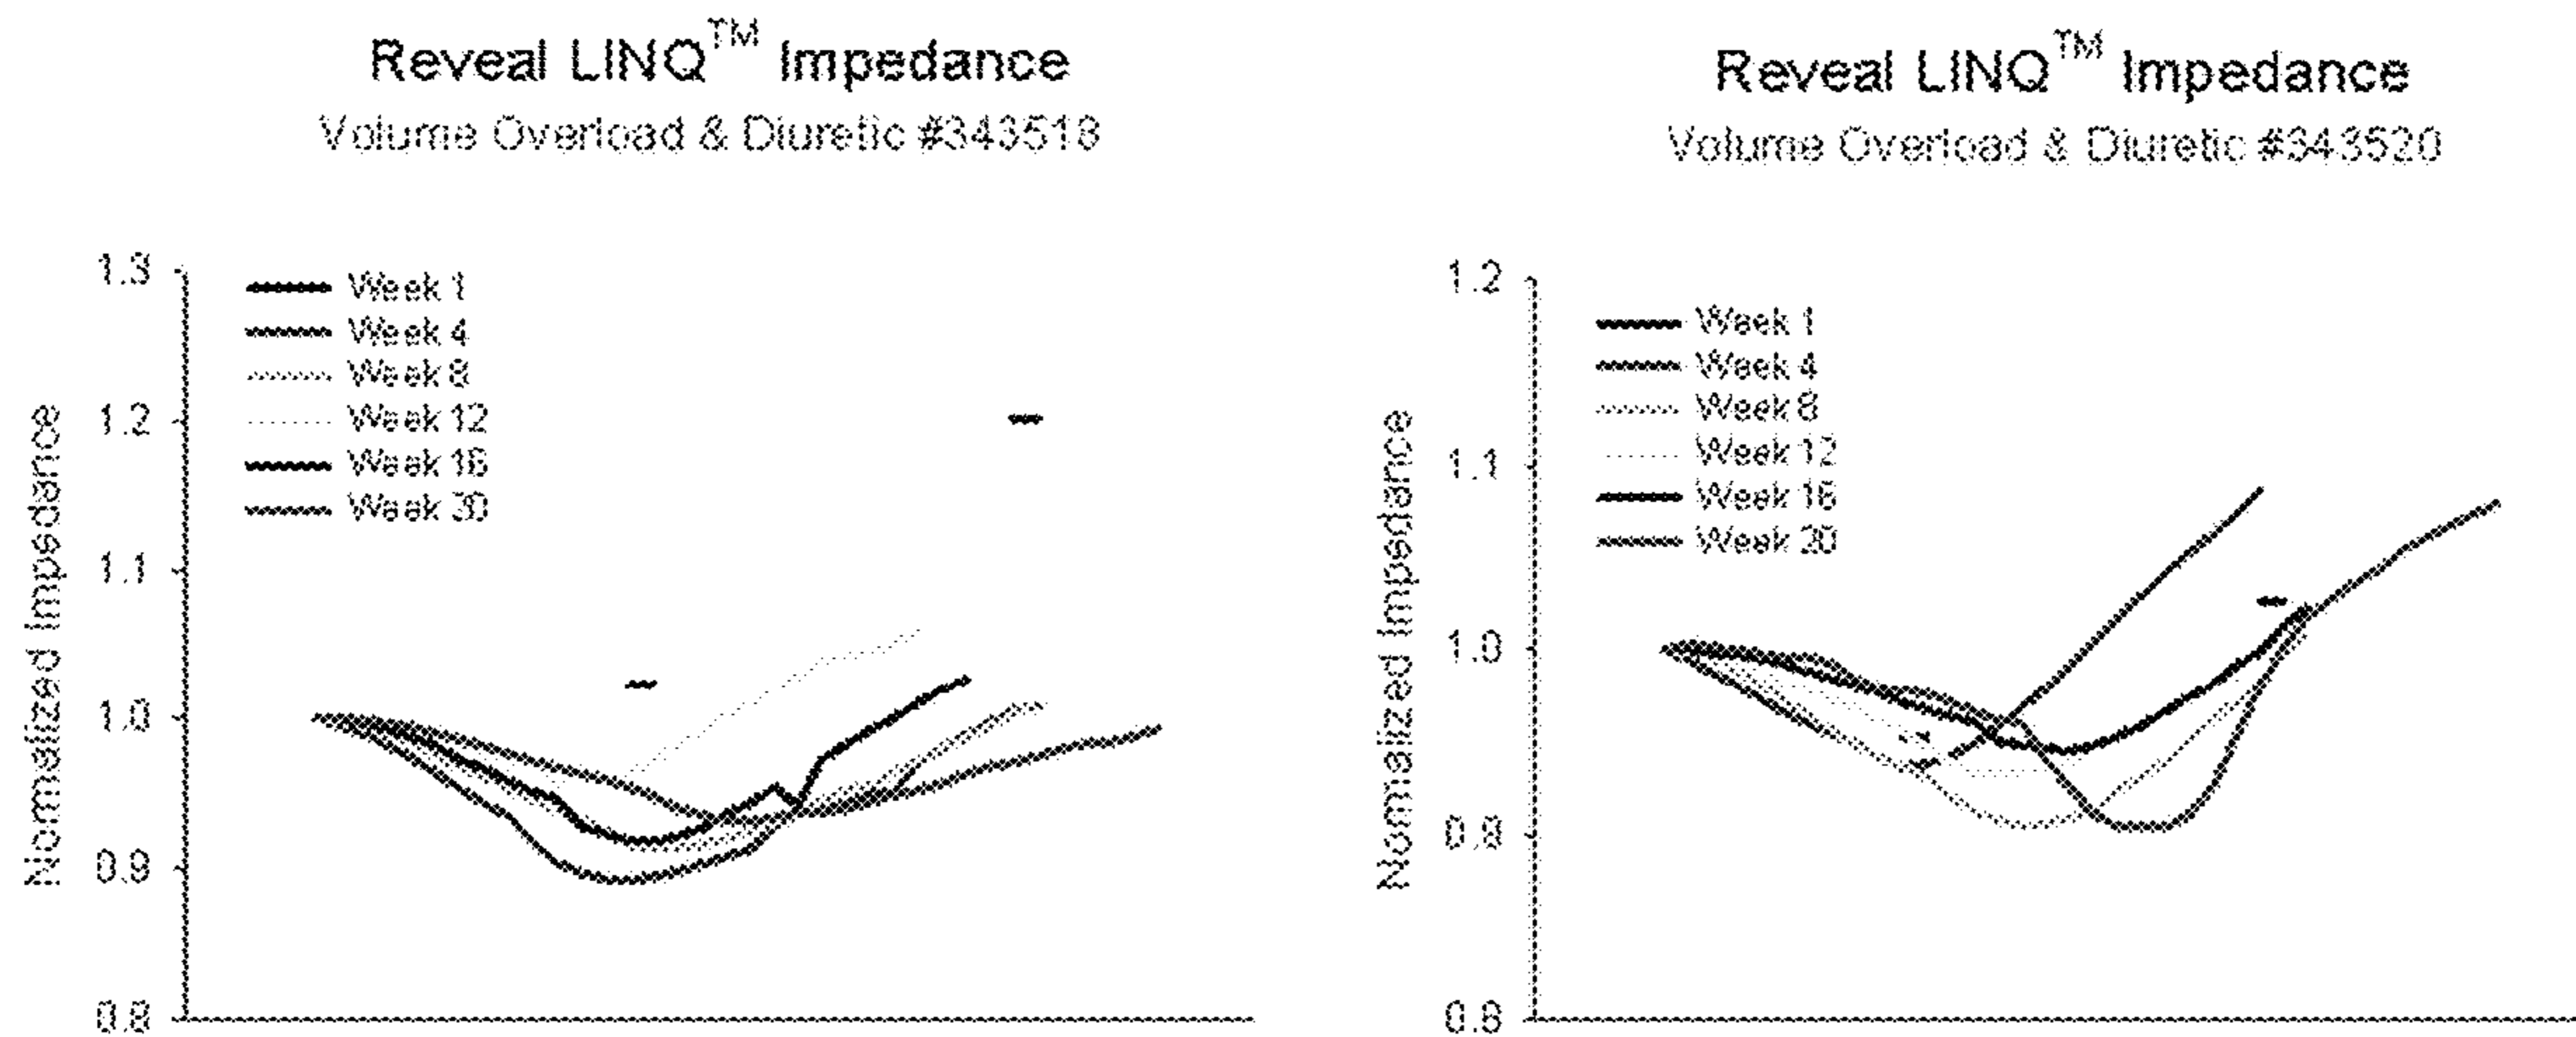 Reveal LINQ™ Impedance
Volume Overload & Diuretic #343518
Normalized Impedance
1.3
1.2
1.1
1.0
0.9
0.8
Week 1
Week 4
Week 8
Week 12
Week 16
Week 30
Reveal LINQ™ Impedance
Volume Overload & Diuretic #343520
Normalized Impedance
1.2
1.1
1.0
0.8
Week 1
Week 4
Week 8
Week 12
Week 16
Week 20